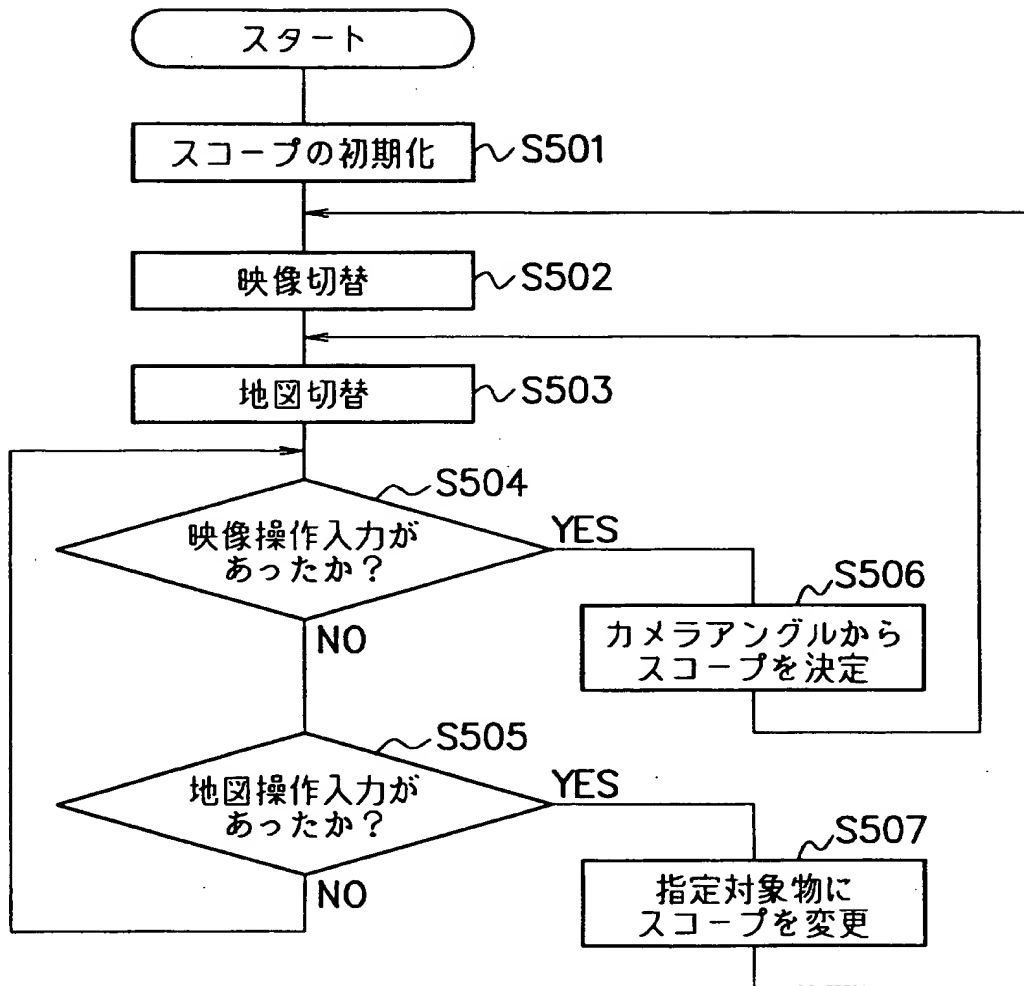 スタート
スコープの初期化
S501
映像切替
S502
地図切替
S503
S504
映像操作入力が
あったか？
YES
NO
S506
カメラアングルから
スコープを決定
S505
地図操作入力が
あったか？
YES
NO
S507
指定対象物に
スコープを変更